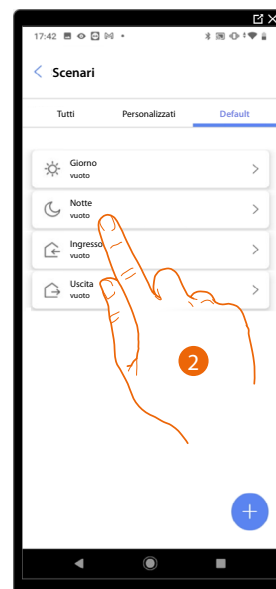 17:42
Scenari
Tutti Personalizzati Default
Giorno
vuoto
Notte
vuoto
Ingresso
vuoto
Uscita
vuoto
2